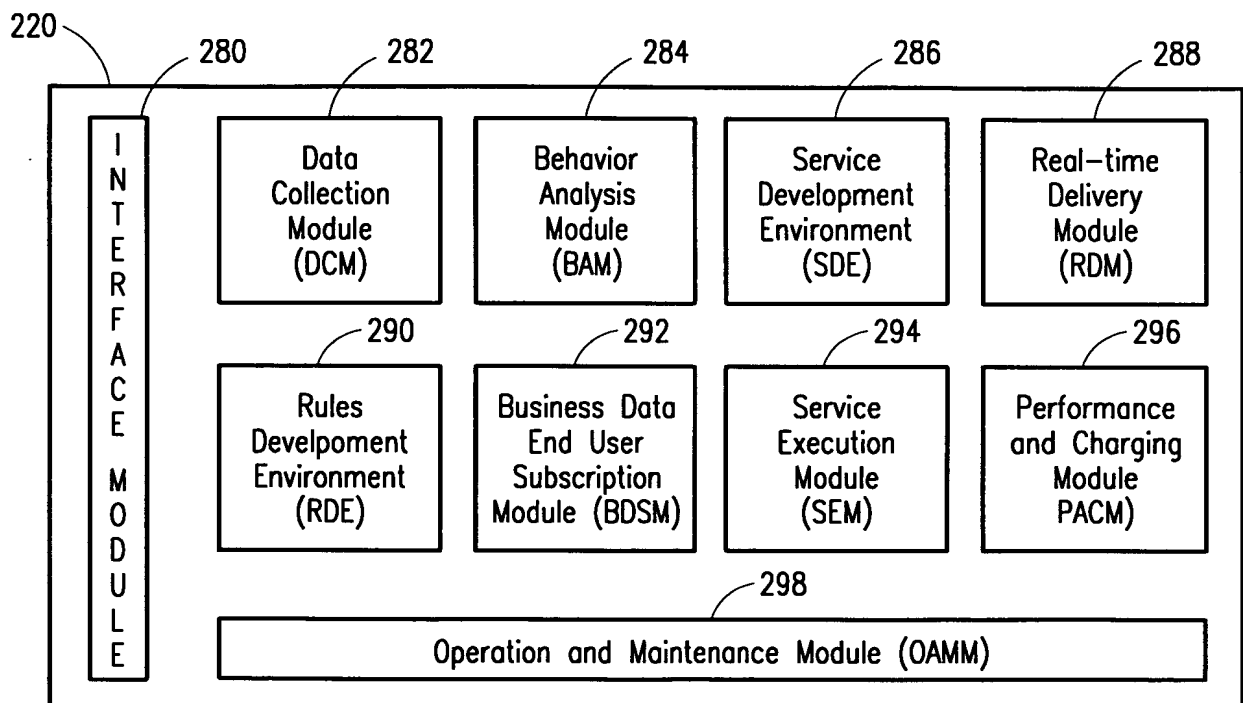 220
280
282
284
286
288
INTERFACE MODULE
Data
Collection
Module
(DCM)
Behavior
Analysis
Module
(BAM)
Service
Development
Environment
(SDE)
Real-time
Delivery
Module
(RDM)
290
292
294
296
Rules
Develpoment
Environment
(RDE)
Business Data
End User
Subscription
Module (BDSM)
Service
Execution
Module
(SEM)
Performance
and Charging
Module
PACM)
298
Operation and Maintenance Module (OAMM)